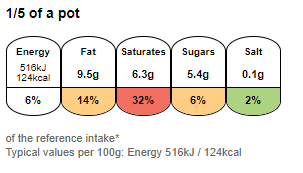 1/5 of a pot
Energy Fat Saturates Sugars Salt
516kJ
124kcal 9.5g 6.3g 5.4g 0.1g
6% 14% 32% 6% 2%
of the reference intake*
Typical values per 100g: Energy 516kJ / 124kcal